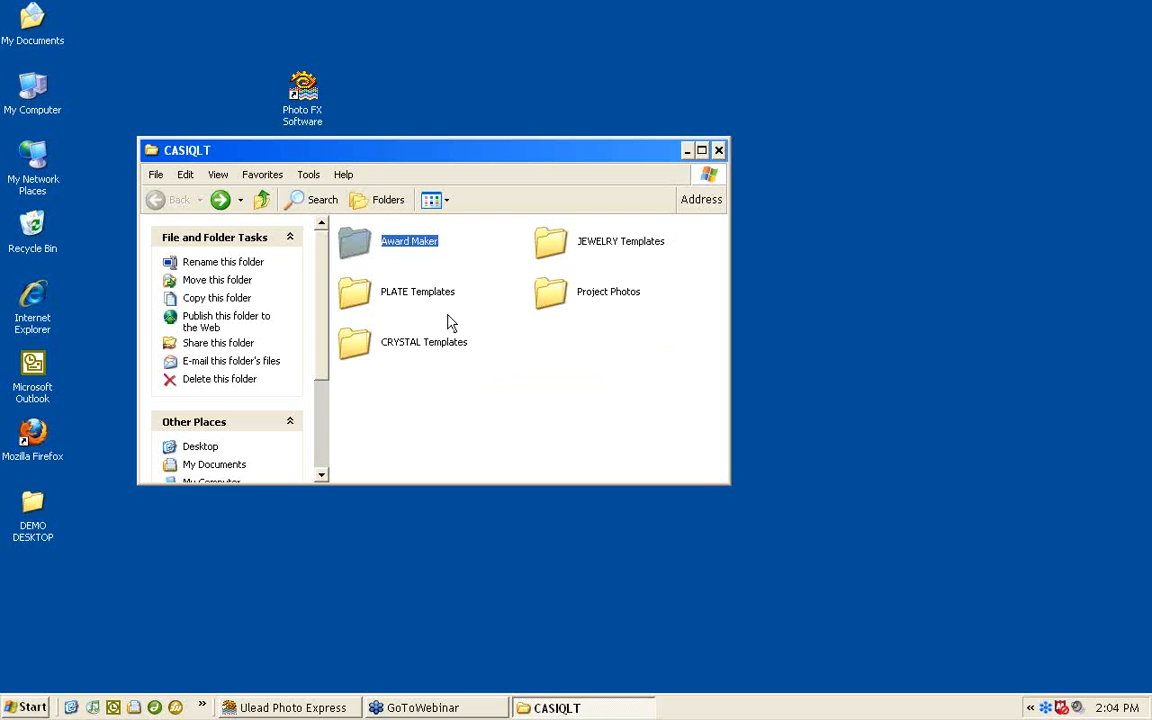 My Documents
My Computer
My Network
Places
Recycle Bin
Internet
Explorer
Microsoft
Outlook
Mozilla Firefox
DEMO
DESKTOP
Photo FX
Software
CASIQLT
File Edit View Favorites Tools Help
Back Search Folders Address
File and Folder Tasks
Rename this folder
Move this folder
Copy this folder
Publish this folder to
the Web
Share this folder
E-mail this folder's files
Delete this folder
Other Places
Desktop
My Documents
My Computer
Award Maker
JEWELRY Templates
PLATE Templates
Project Photos
CRYSTAL Templates
Start » Ulead Photo Express GoToWebinar CASIQLT « 2:04 PM